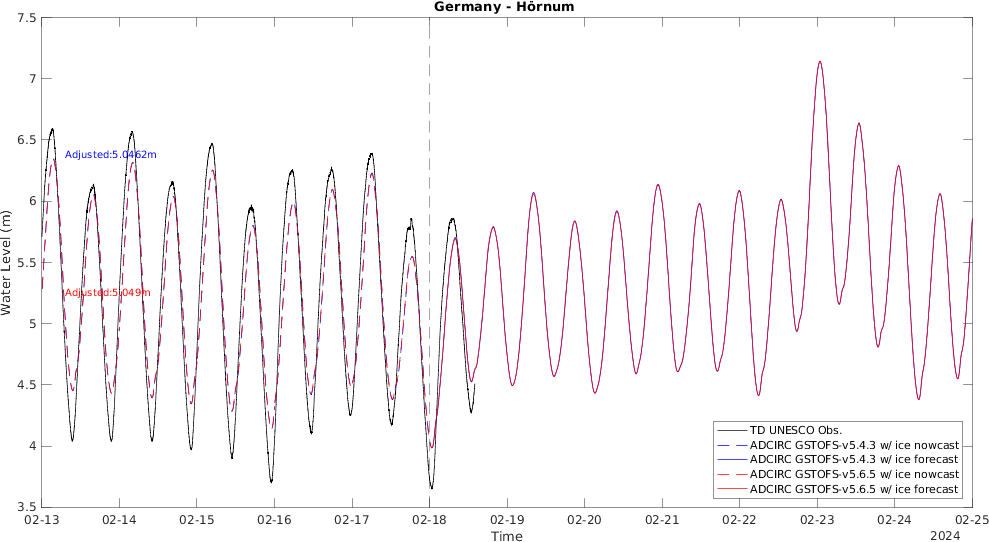 Germany - Hörnum
7.5
7
6.5
6
5.5
5
4.5
4
3.5
Water Level (m)
Adjusted:5.0462m
Adjusted:5.049m
TD UNESCO Obs.
ADCIRC GSTOFS-v5.4.3 w/ ice nowcast
ADCIRC GSTOFS-v5.4.3 w/ ice forecast
ADCIRC GSTOFS-v5.6.5 w/ ice nowcast
ADCIRC GSTOFS-v5.6.5 w/ ice forecast
02-13 02-14 02-15 02-16 02-17 02-18 02-19 02-20 02-21 02-22 02-23 02-24 02-25
Time
2024